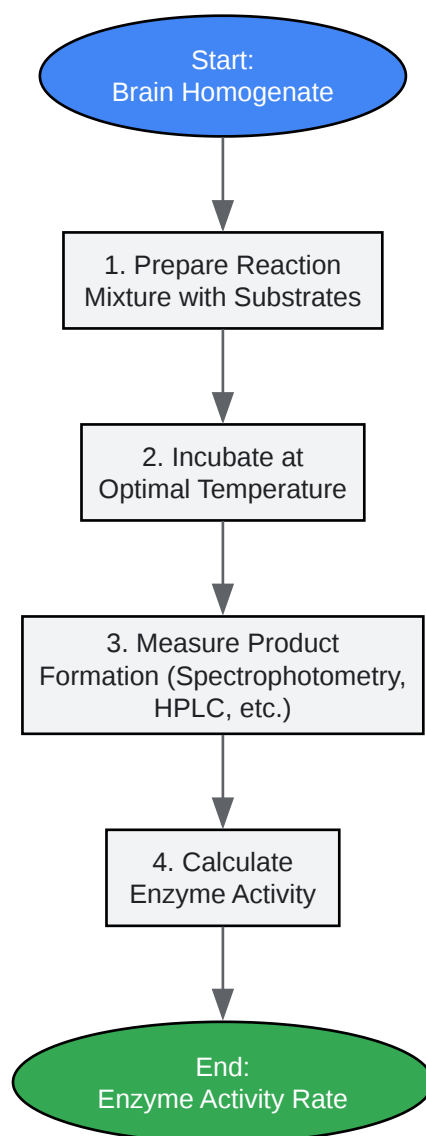 Start:
Brain Homogenate
1. Prepare Reaction
Mixture with Substrates
2. Incubate at
Optimal Temperature
3. Measure Product
Formation (Spectrophotometry,
HPLC, etc.)
4. Calculate
Enzyme Activity
End:
Enzyme Activity Rate